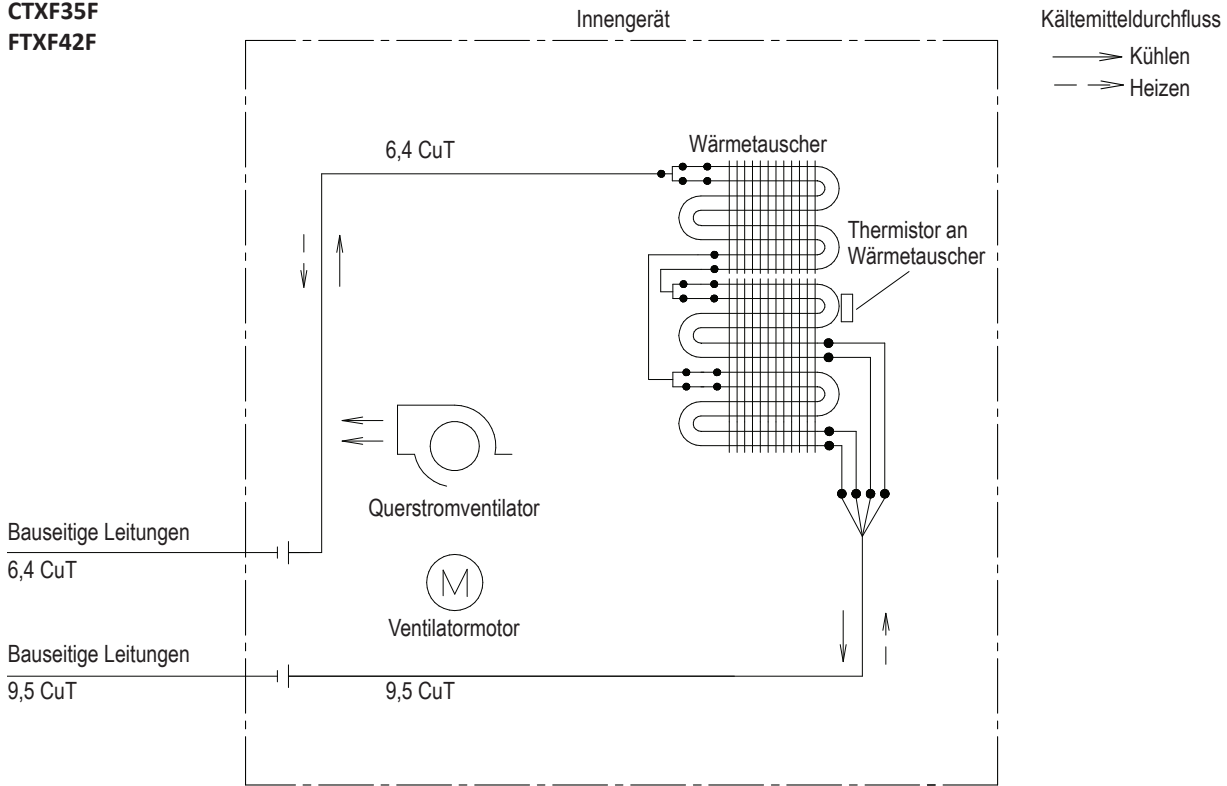 CTXF35F
FTXF42F
Innengerät
Kältemitteldurchfluss
Kühlen
Heizen
6,4 CuT
Wärmetauscher
Thermistor an
Wärmetauscher
Querstromventilator
Bauseitige Leitungen
6,4 CuT
M
Ventilatormotor
Bauseitige Leitungen
9,5 CuT
9,5 CuT